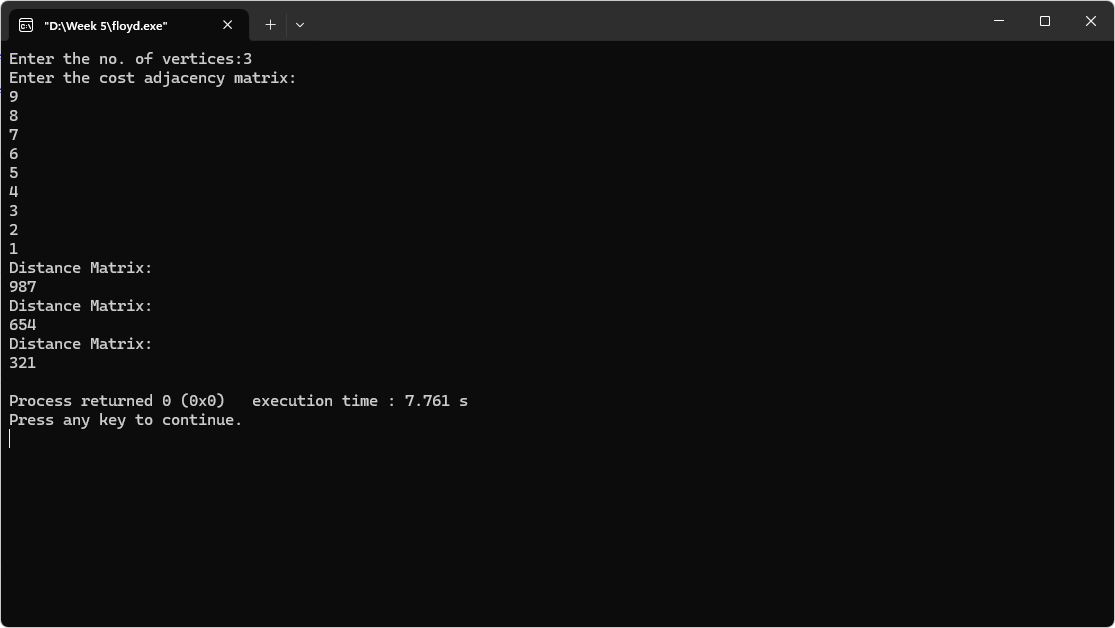 "D:\Week 5\floyd.exe"
Enter the no. of vertices:3
Enter the cost adjacency matrix:
9
8
7
6
5
4
3
2
1
Distance Matrix:
987
Distance Matrix:
654
Distance Matrix:
321
Process returned 0 (0x0)   execution time : 7.761 s
Press any key to continue.